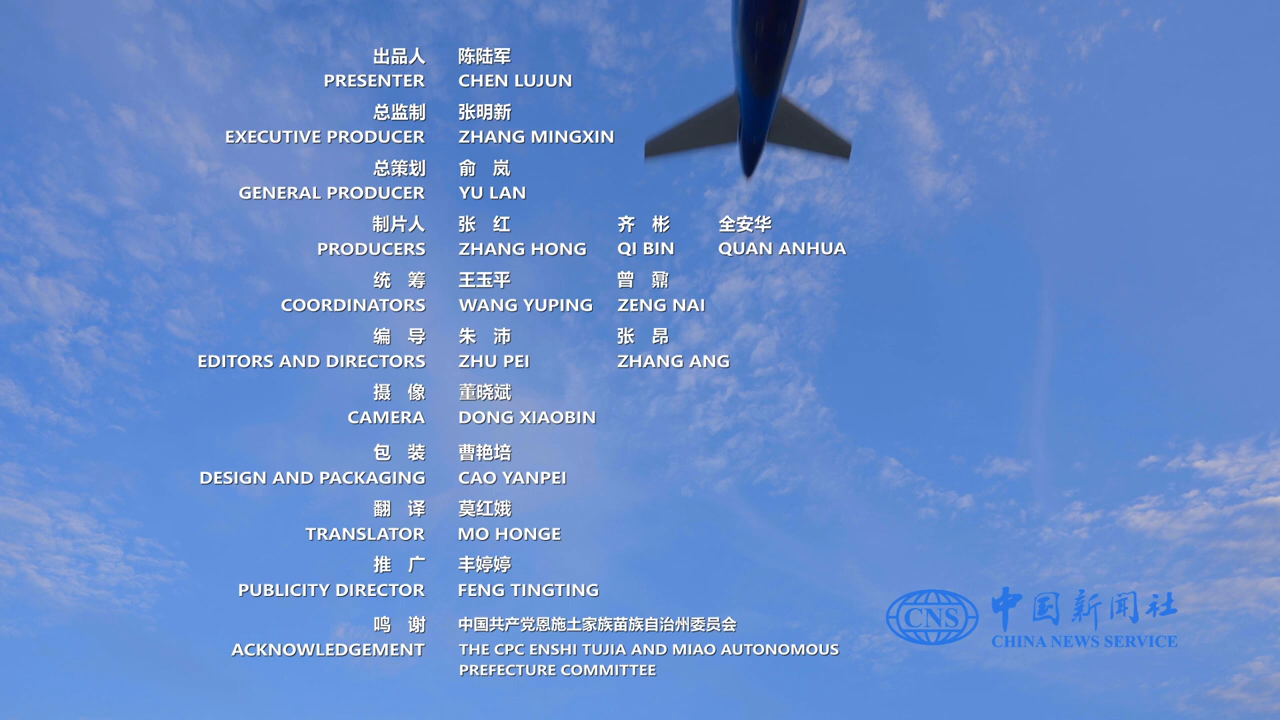 出品人 陈陆军
PRESENTER CHEN LUJUN
总监制 张明新
EXECUTIVE PRODUCER ZHANG MINGXIN
总策划 俞 岚
GENERAL PRODUCER YU LAN
制片人 张 红 齐 彬 全安华
PRODUCERS ZHANG HONG QI BIN QUAN ANHUA
统 筹 王玉平 曾 鼐
COORDINATORS WANG YUPING ZENG NAI
编 导 朱 沛 张 昂
EDITORS AND DIRECTORS ZHU PEI ZHANG ANG
摄 像 董晓斌
CAMERA DONG XIAOBIN
包 装 曹艳培
DESIGN AND PACKAGING CAO YANPEI
翻 译 莫红娥
TRANSLATOR MO HONGE
推 广 丰婷婷
PUBLICITY DIRECTOR FENG TINGTING
鸣 谢 中国共产党恩施土家族苗族自治州委员会
ACKNOWLEDGEMENT THE CPC ENSHI TUJIA AND MIAO AUTONOMOUS
PREFECTURE COMMITTEE
CNS 中国新闻社
CHINA NEWS SERVICE